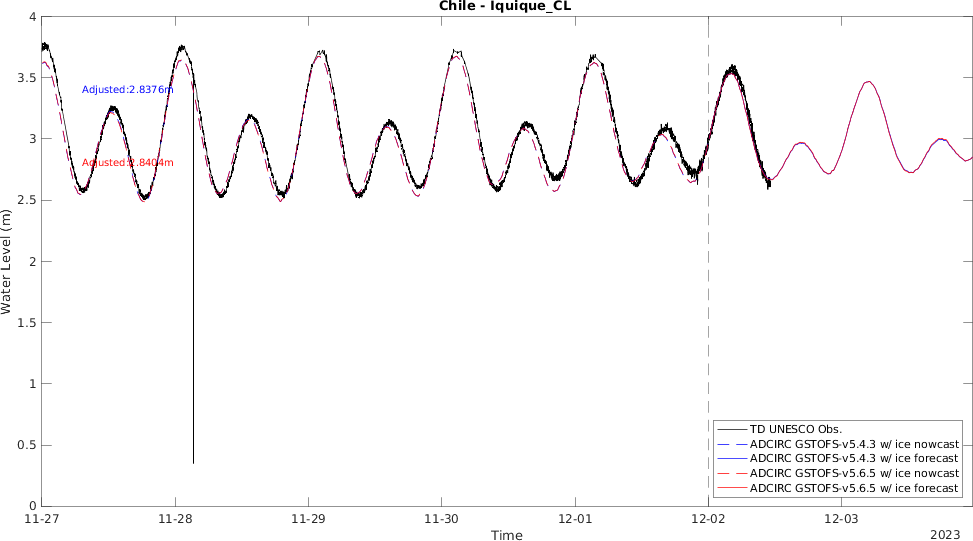 Chile - Iquique_CL
4
3.5
3
2.5
2
1.5
1
0.5
0
Water Level (m)
Adjusted:2.8376m
Adjusted:2.8404m
TD UNESCO Obs.
ADCIRC GSTOFS-v5.4.3 w/ ice nowcast
ADCIRC GSTOFS-v5.4.3 w/ ice forecast
ADCIRC GSTOFS-v5.6.5 w/ ice nowcast
ADCIRC GSTOFS-v5.6.5 w/ ice forecast
11-27 11-28 11-29 11-30 12-01 12-02 12-03
Time
2023